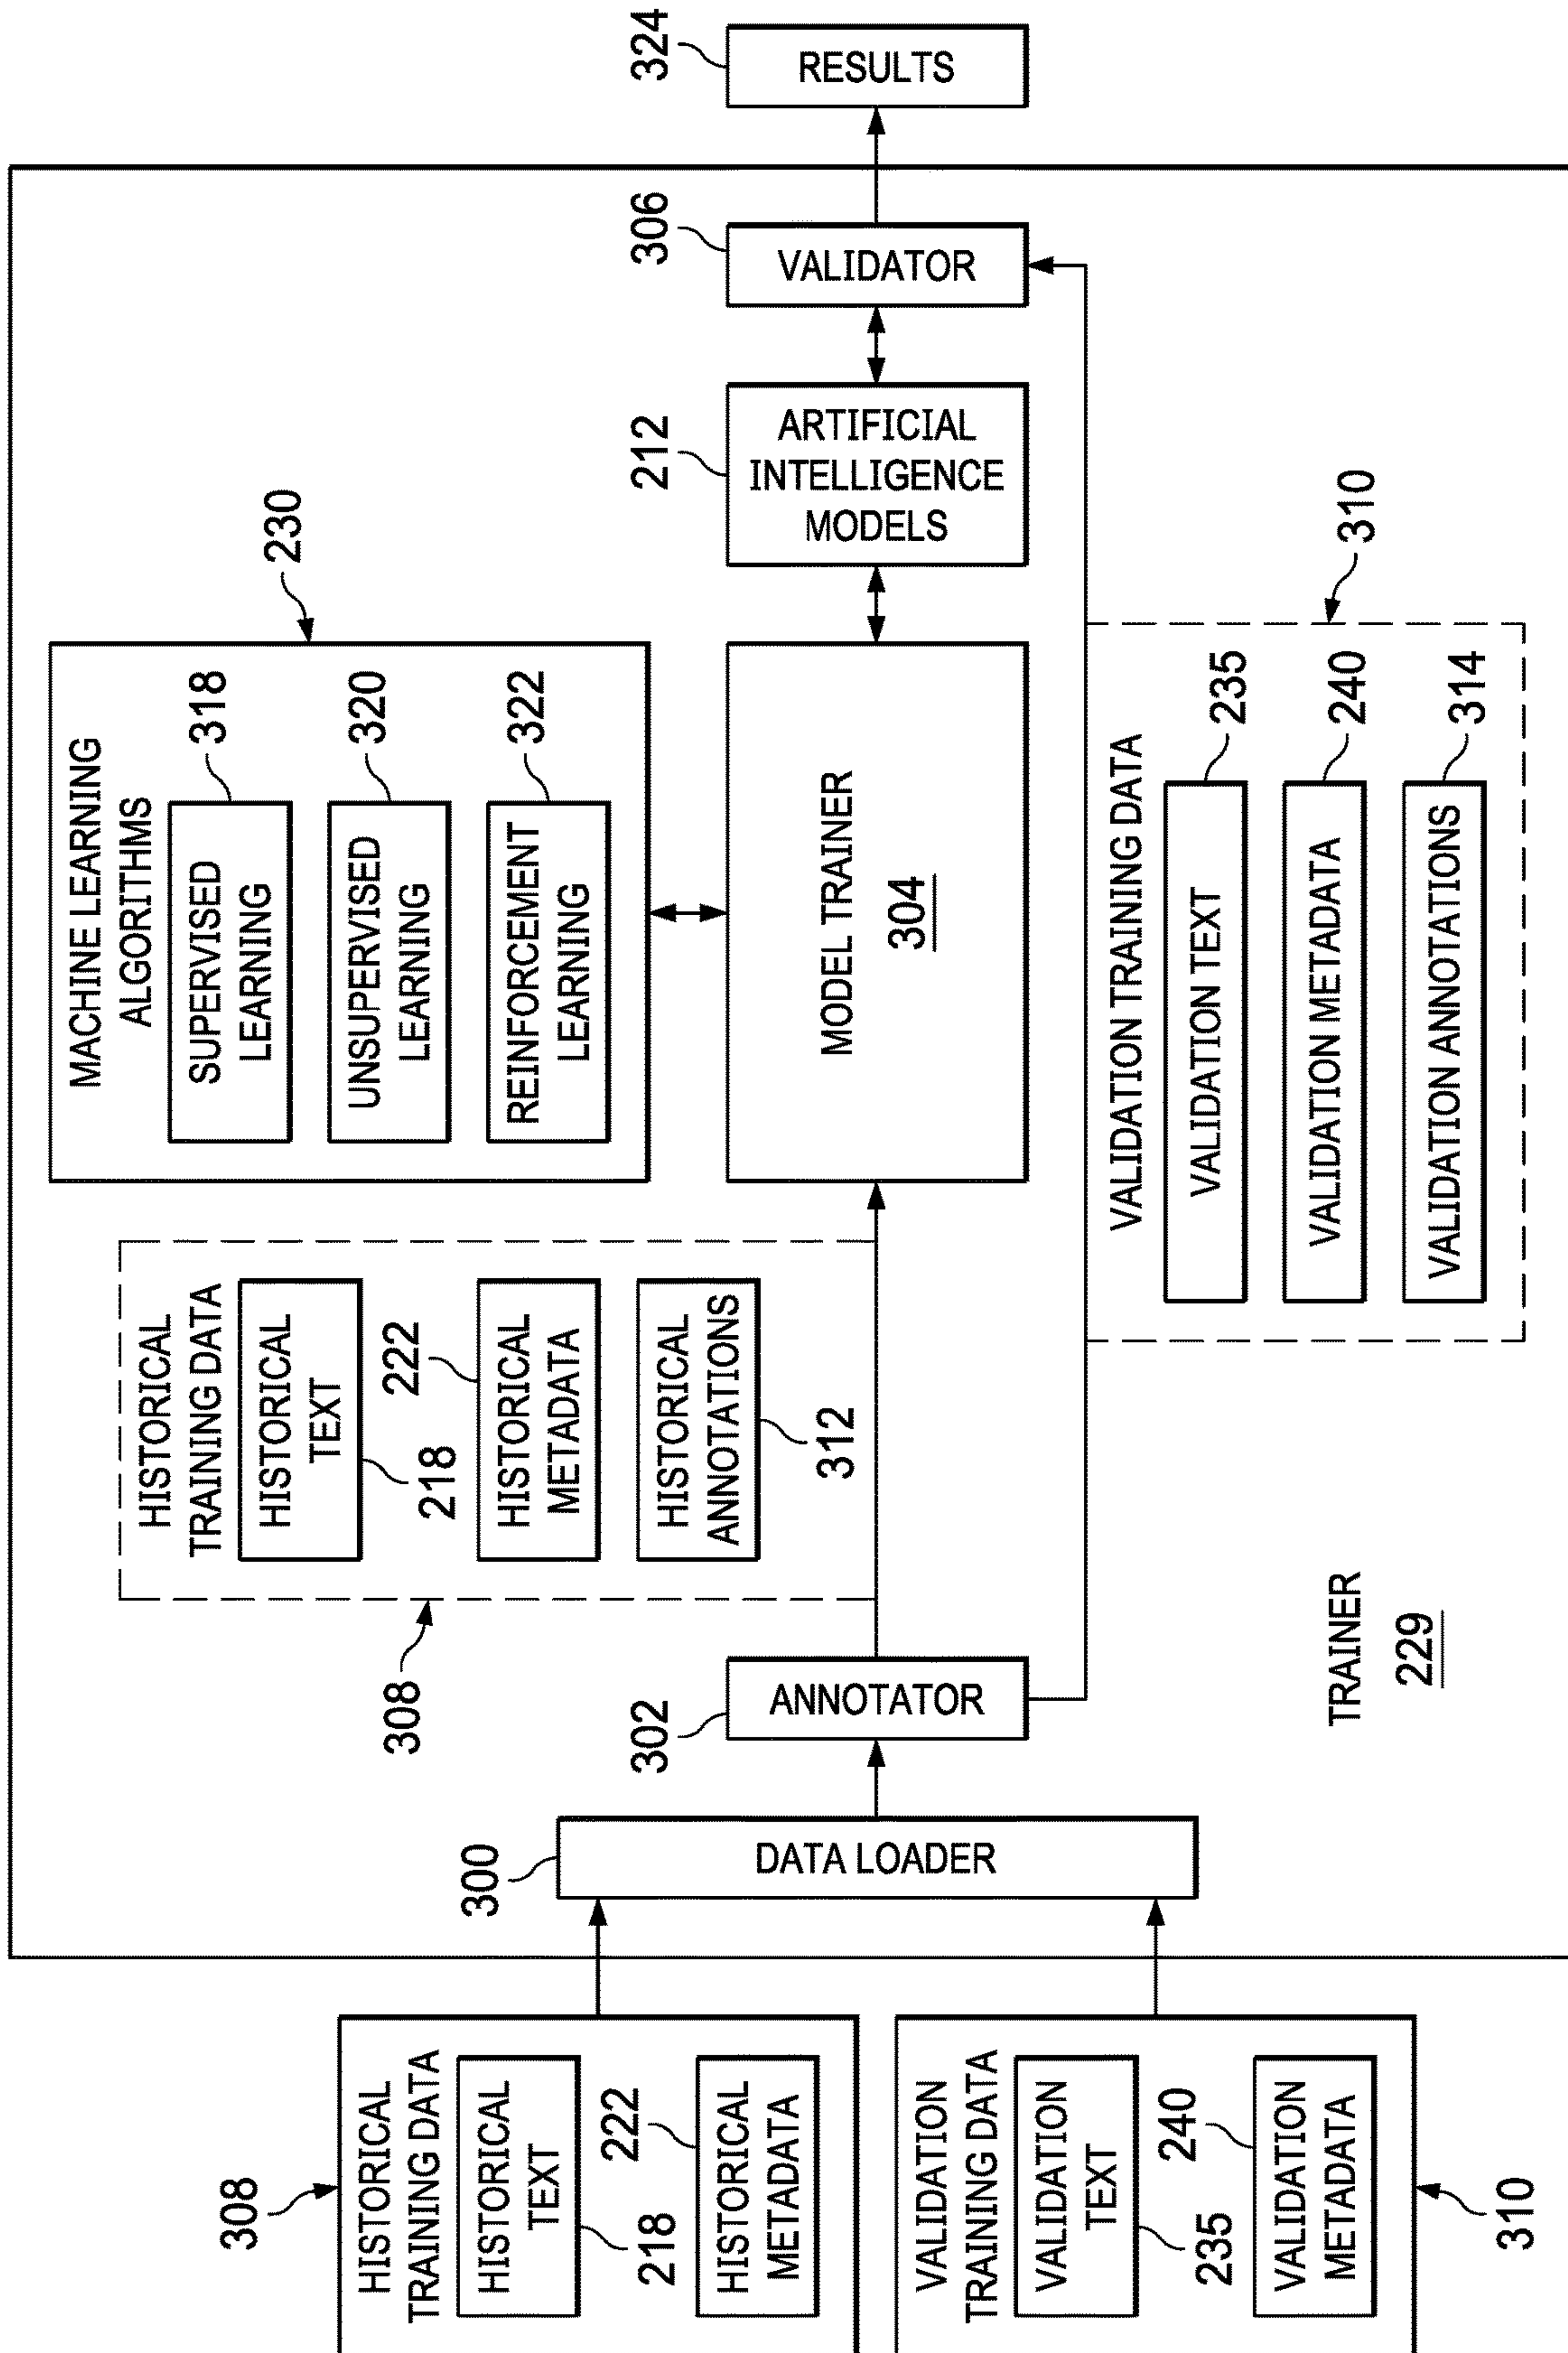 308
HISTORICAL
TRAINING DATA
HISTORICAL
TEXT
218
222
HISTORICAL
METADATA
VALIDATION
TRAINING DATA
VALIDATION
TEXT
235
240
VALIDATION
METADATA
310
300
DATA LOADER
302
ANNOTATOR
TRAINER
229
308
HISTORICAL
TRAINING DATA
HISTORICAL
TEXT
218
222
HISTORICAL
METADATA
HISTORICAL
ANNOTATIONS
312
MACHINE LEARNING
ALGORITHMS
230
SUPERVISED
LEARNING
318
UNSUPERVISED
LEARNING
320
REINFORCEMENT
LEARNING
322
MODEL TRAINER
304
VALIDATION TRAINING DATA
310
VALIDATION TEXT
235
VALIDATION METADATA
240
VALIDATION ANNOTATIONS
314
212
ARTIFICIAL
INTELLIGENCE
MODELS
306
VALIDATOR
324
RESULTS